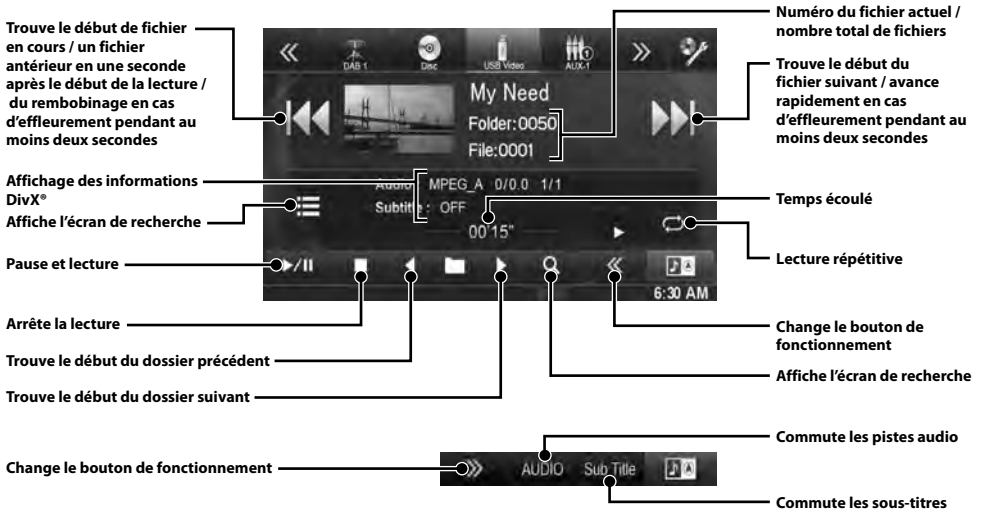 Trouve le début de fichier
en cours / un fichier
antérieur en une seconde
après le début de la lecture /
du rembobinage en cas
d'effleurement pendant au
moins deux secondes
Affichage des informations
DivX®
Affiche l'écran de recherche
Pause et lecture
Arrête la lecture
Trouve le début du dossier précédent
Trouve le début du dossier suivant
Change le bouton de fonctionnement
DAB 1
Disc
USB Video
AUX-1
My Need
Folder:0050
File:0001
Audio : MPEG_A 0/0.0 1/1
Subtitle : OFF
00'15"
6:30 AM
AUDIO
Sub Title
Numéro du fichier actuel /
nombre total de fichiers
Trouve le début du
fichier suivant / avance
rapidement en cas
d'effleurement pendant au
moins deux secondes
Temps écoulé
Lecture répétitive
Change le bouton de
fonctionnement
Affiche l'écran de recherche
Commute les pistes audio
Commute les sous-titres